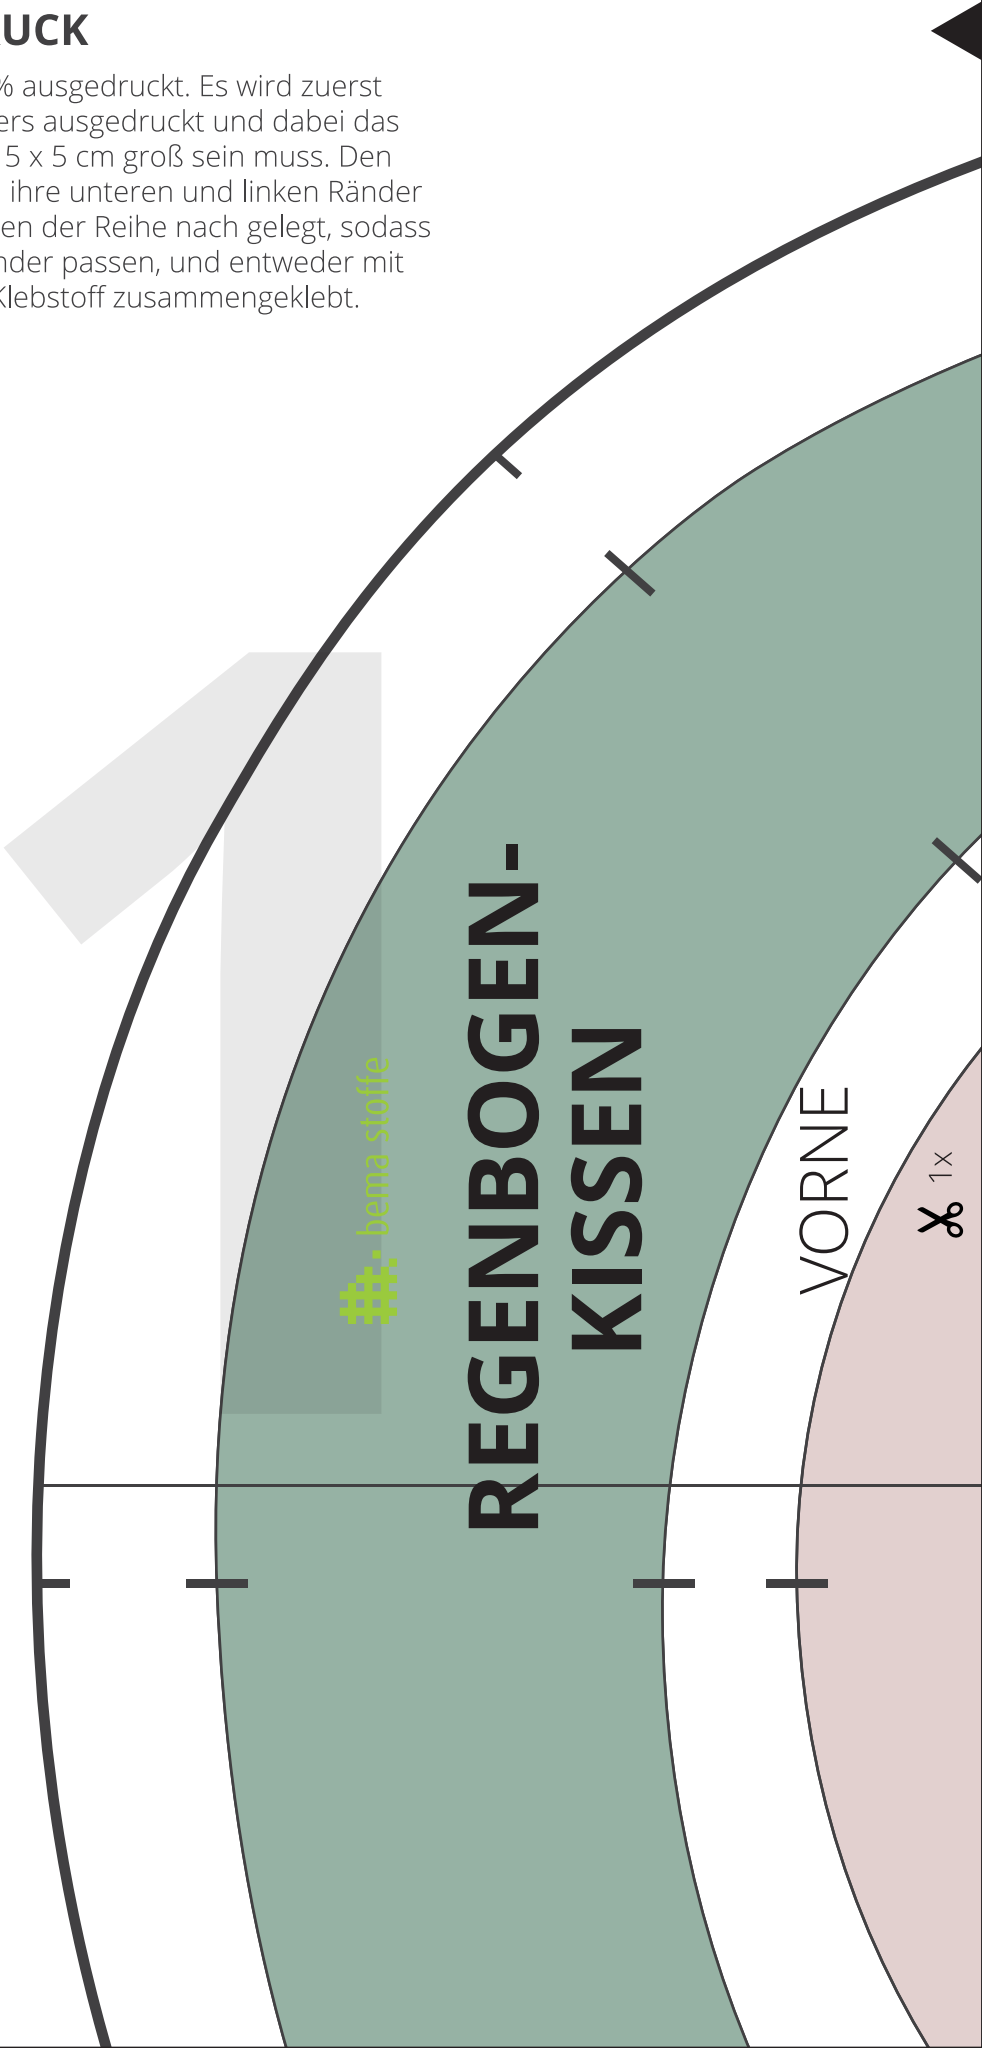 UCK
% ausgedruckt. Es wird zuerst
ers ausgedruckt und dabei das
5 x 5 cm groß sein muss. Den
ihre unteren und linken Ränder
en der Reihe nach gelegt, sodass
nder passen, und entweder mit
Klebstoff zusammengeklebt.
1
bema stoffe
REGENBOGEN-
KISSEN
VORNE
1x